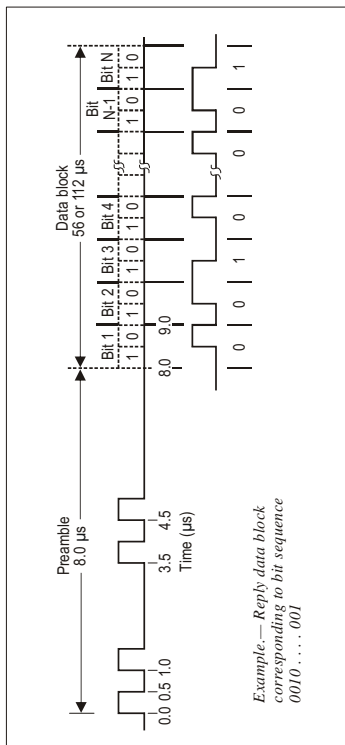 Preamble
8.0 µs
Data block
56 or 112 µs
Bit 1 Bit 2 Bit 3 Bit 4 Bit N-1 Bit N
1 0 1 0 1 0 1 0 1 0 1 0
0.0 0.5 1.0 3.5 4.5 8.0 9.0
Time (µs)
Example.— Reply data block
corresponding to bit sequence
0010 . . . . 001
0 0 1 0 0 0 1